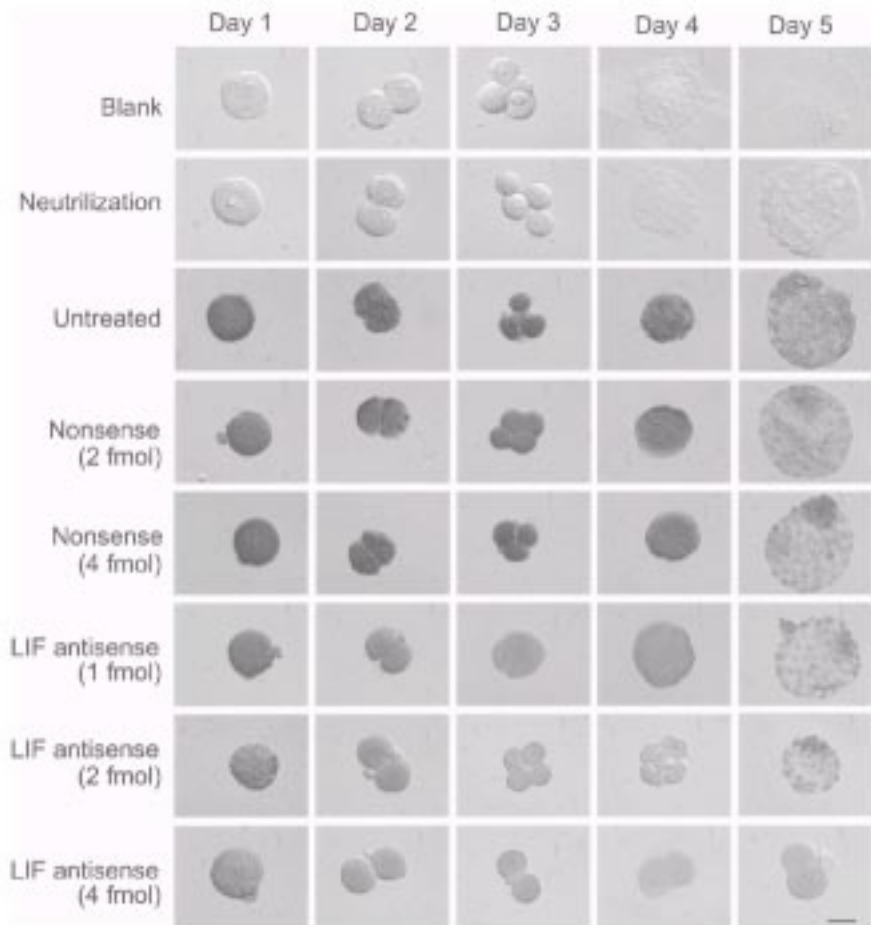 Day 1 Day 2 Day 3 Day 4 Day 5
Blank
Neutrilization
Untreated
Nonsense
(2 fmol)
Nonsense
(4 fmol)
LIF antisense
(1 fmol)
LIF antisense
(2 fmol)
LIF antisense
(4 fmol)